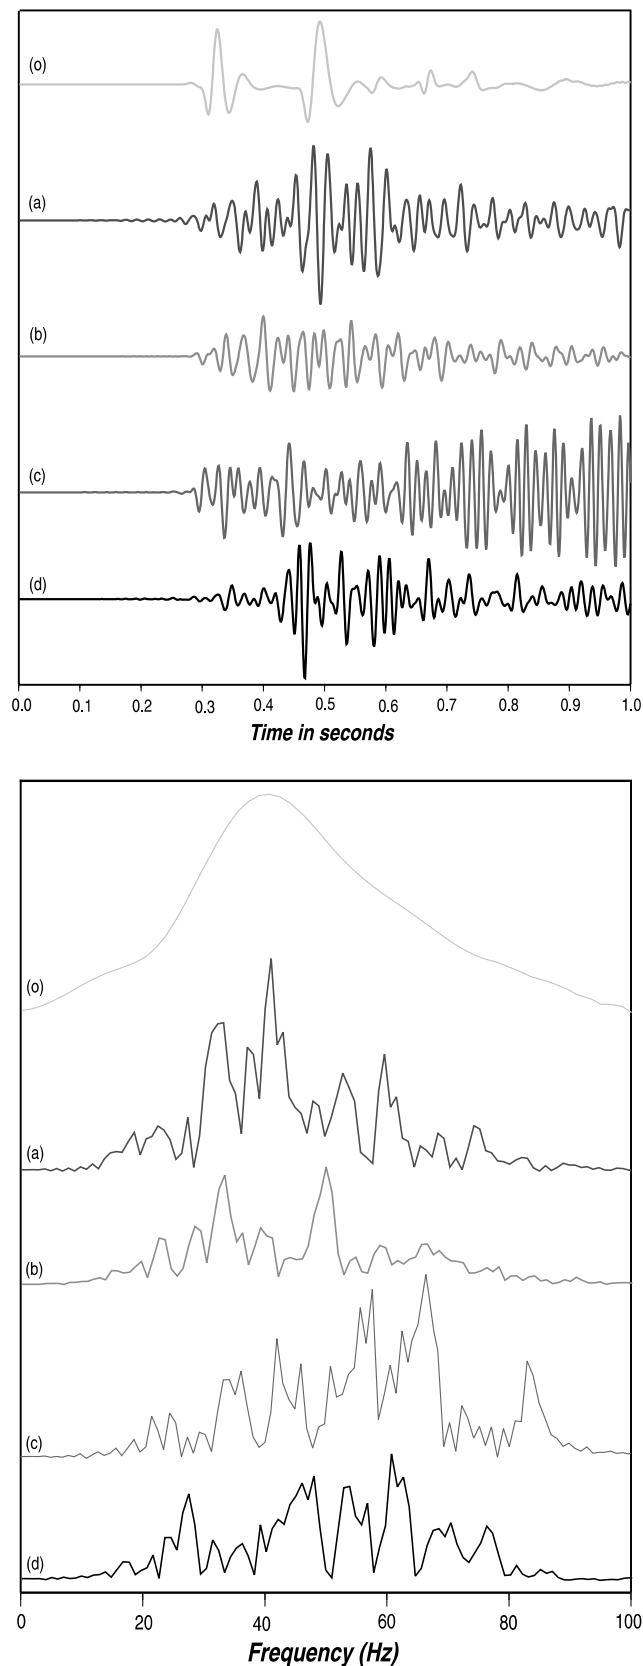 (o)
(a)
(b)
(c)
(d)
0.0 0.1 0.2 0.3 0.4 0.5 0.6 0.7 0.8 0.9 1.0
Time in seconds
(o)
(a)
(b)
(c)
(d)
0 20 40 60 80 100
Frequency (Hz)